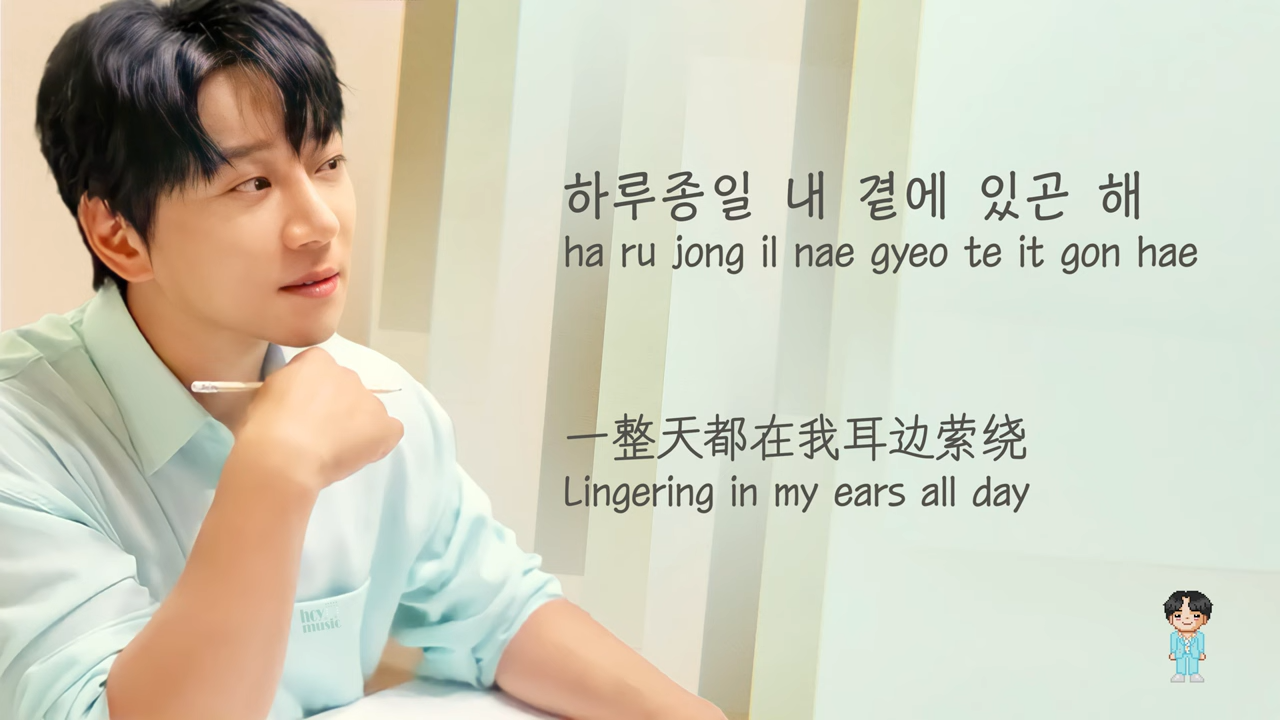 하루종일 내 곁에 있곤 해
ha ru jong il nae gyeo te it gon hae
一整天都在我耳边萦绕
Lingering in my ears all day
music